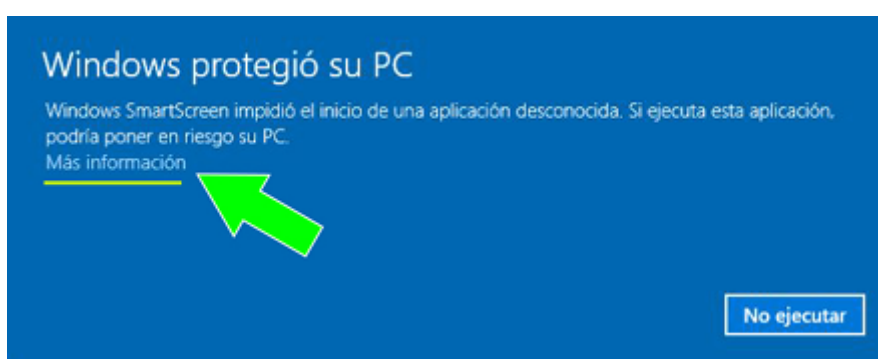 Windows protegió su PC
Windows SmartScreen impidió el inicio de una aplicación desconocida. Si ejecuta esta aplicación,
podría poner en riesgo su PC.
Más información
No ejecutar